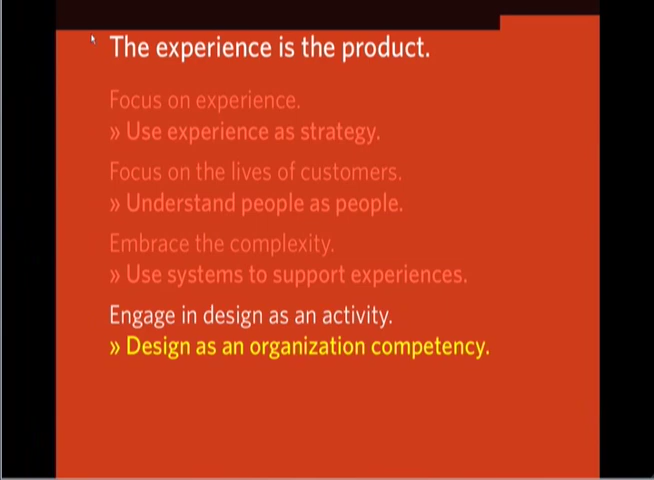 The experience is the product.
Focus on experience.
» Use experience as strategy.
Focus on the lives of customers.
» Understand people as people.
Embrace the complexity.
» Use systems to support experiences.
Engage in design as an activity.
» Design as an organization competency.